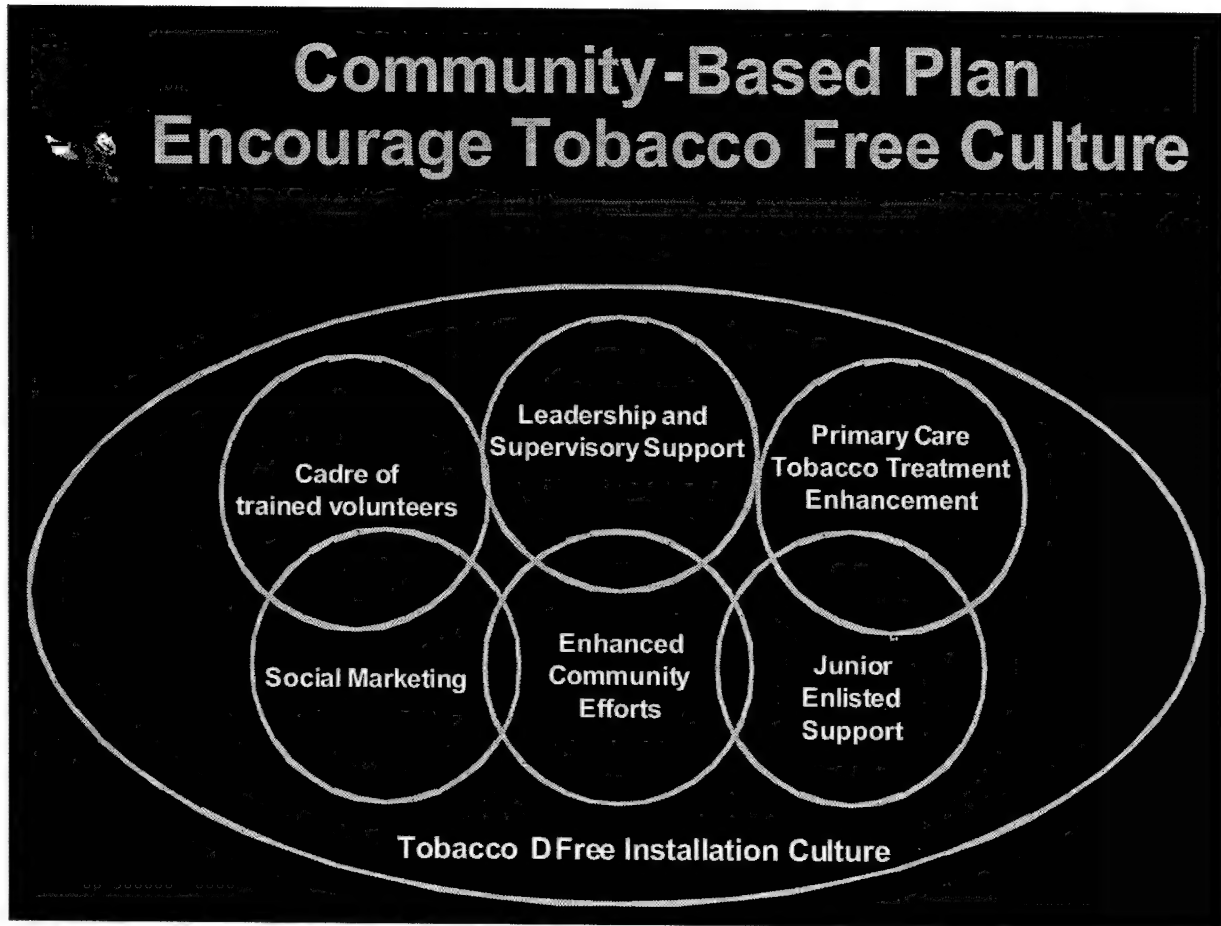 Community-Based Plan
Encourage Tobacco Free Culture
Leadership and
Supervisory Support
Cadre of
trained volunteers
Primary Care
Tobacco Treatment
Enhancement
Social Marketing
Enhanced
Community
Efforts
Junior
Enlisted
Support
Tobacco DFree Installation Culture